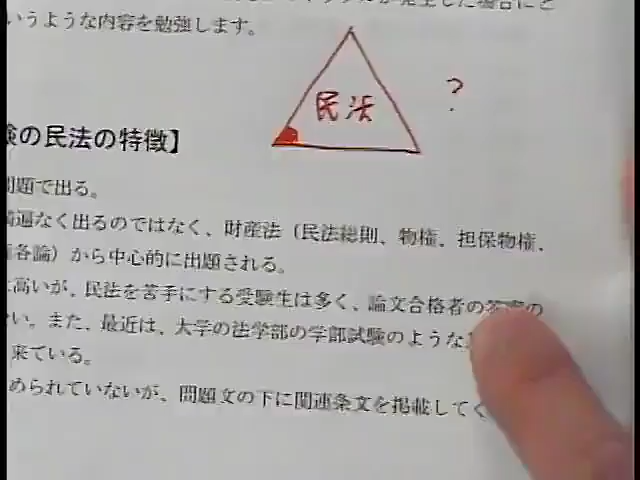 いうような内容を勉強します。
民法
?
の民法の特徴】
問題で出る。
遍なく出るのではなく、財産法（民法総則、物権、担保物権、
各論）から中心的に出題される。
高いが、民法を苦手にする受験生は多く、論文合格者の答案の
い。また、最近は、大学の法学部の学部試験のような
来ている。
められていないが、問題文の下に関連条文を掲載してく